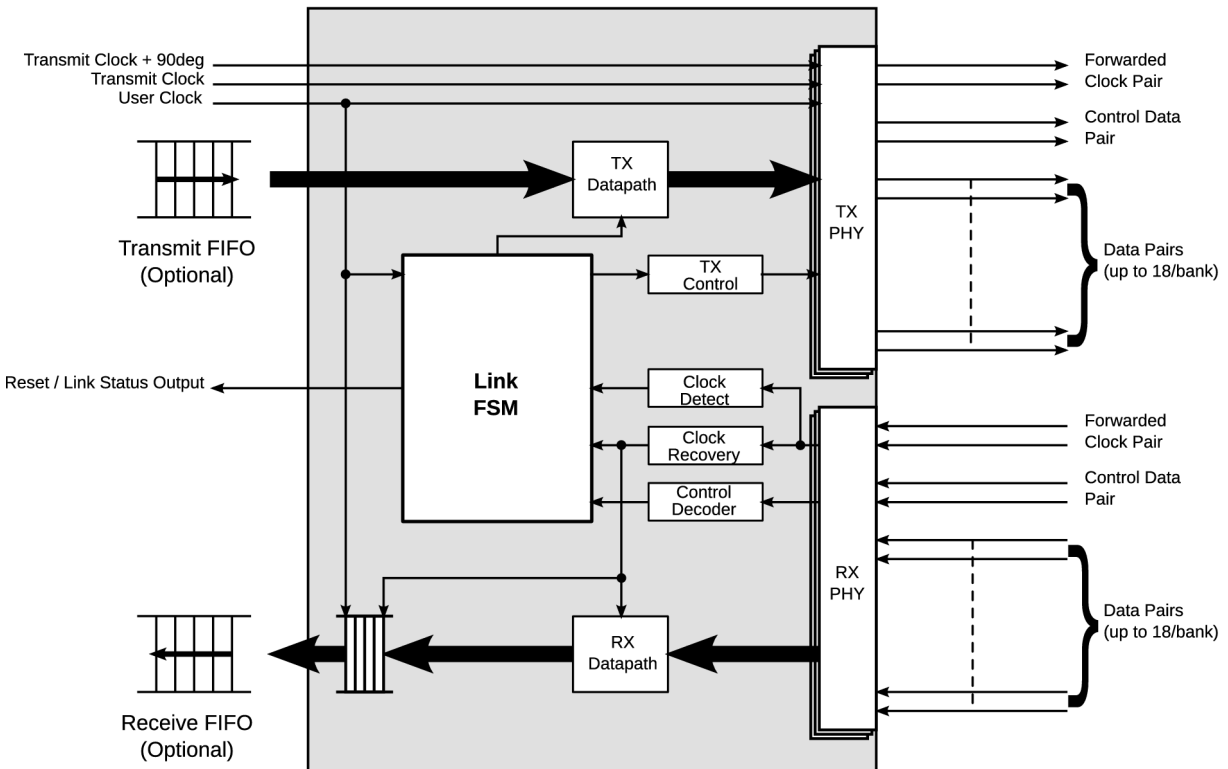 Transmit Clock + 90deg
Transmit Clock
User Clock
Forwarded
Clock Pair
Control Data
Pair
TX
Datapath
TX
PHY
Transmit FIFO
(Optional)
TX
Control
Data Pairs
(up to 18/bank)
Reset / Link Status Output
Link
FSM
Clock
Detect
Clock
Recovery
Control
Decoder
Forwarded
Clock Pair
Control Data
Pair
RX
PHY
RX
Datapath
Data Pairs
(up to 18/bank)
Receive FIFO
(Optional)